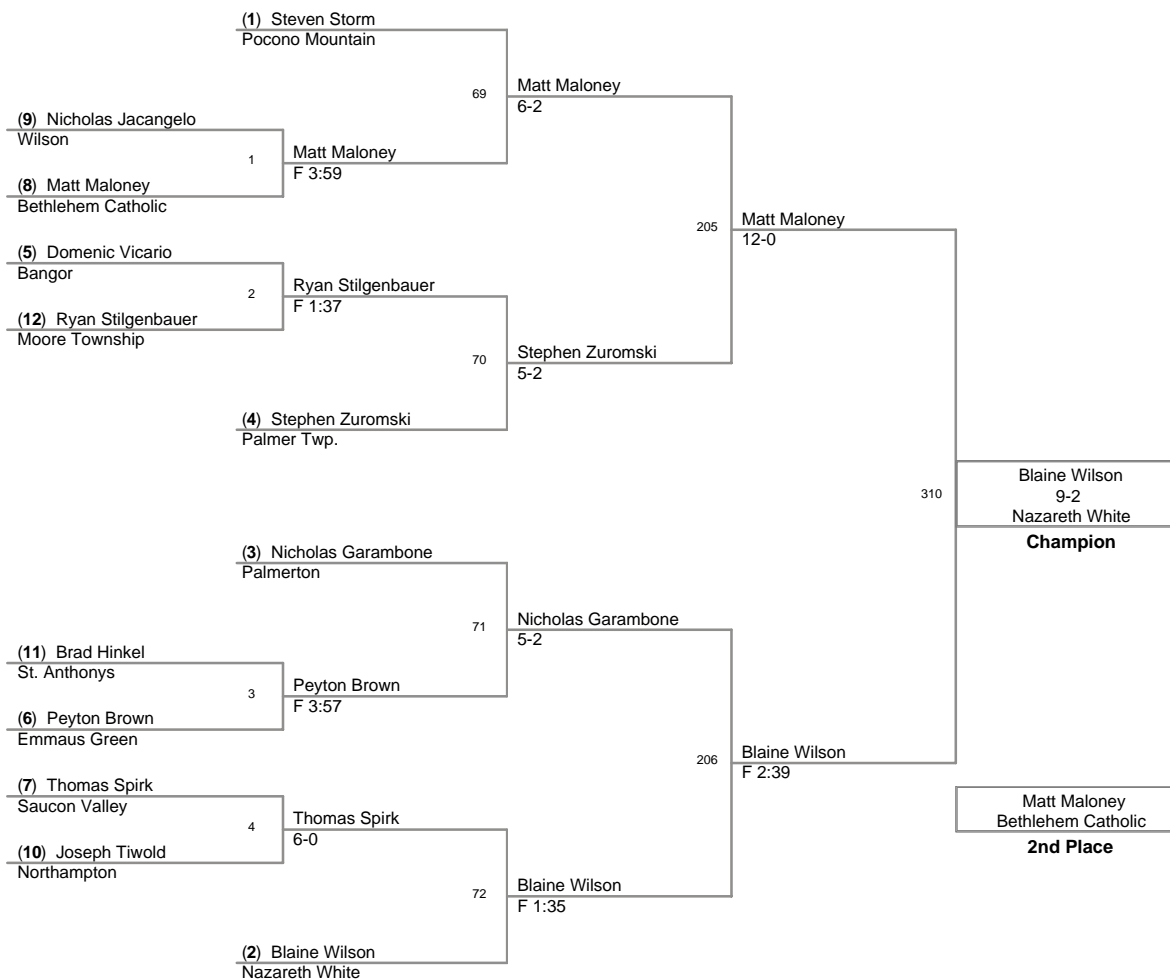 (1) Steven Storm
Pocono Mountain
69
Matt Maloney
6-2
(9) Nicholas Jacangelo
Wilson
1
Matt Maloney
F 3:59
(8) Matt Maloney
Bethlehem Catholic
205
Matt Maloney
12-0
(5) Domenic Vicario
Bangor
2
Ryan Stilgenbauer
F 1:37
(12) Ryan Stilgenbauer
Moore Township
70
Stephen Zuromski
5-2
(4) Stephen Zuromski
Palmer Twp.
310
Blaine Wilson
9-2
Nazareth White
Champion
(3) Nicholas Garambone
Palmerton
71
Nicholas Garambone
5-2
(11) Brad Hinkel
St. Anthonys
3
Peyton Brown
F 3:57
(6) Peyton Brown
Emmaus Green
206
Blaine Wilson
F 2:39
(7) Thomas Spirk
Saucon Valley
4
Thomas Spirk
6-0
(10) Joseph Tiwold
Northampton
72
Blaine Wilson
F 1:35
(2) Blaine Wilson
Nazareth White
Matt Maloney
Bethlehem Catholic
2nd Place